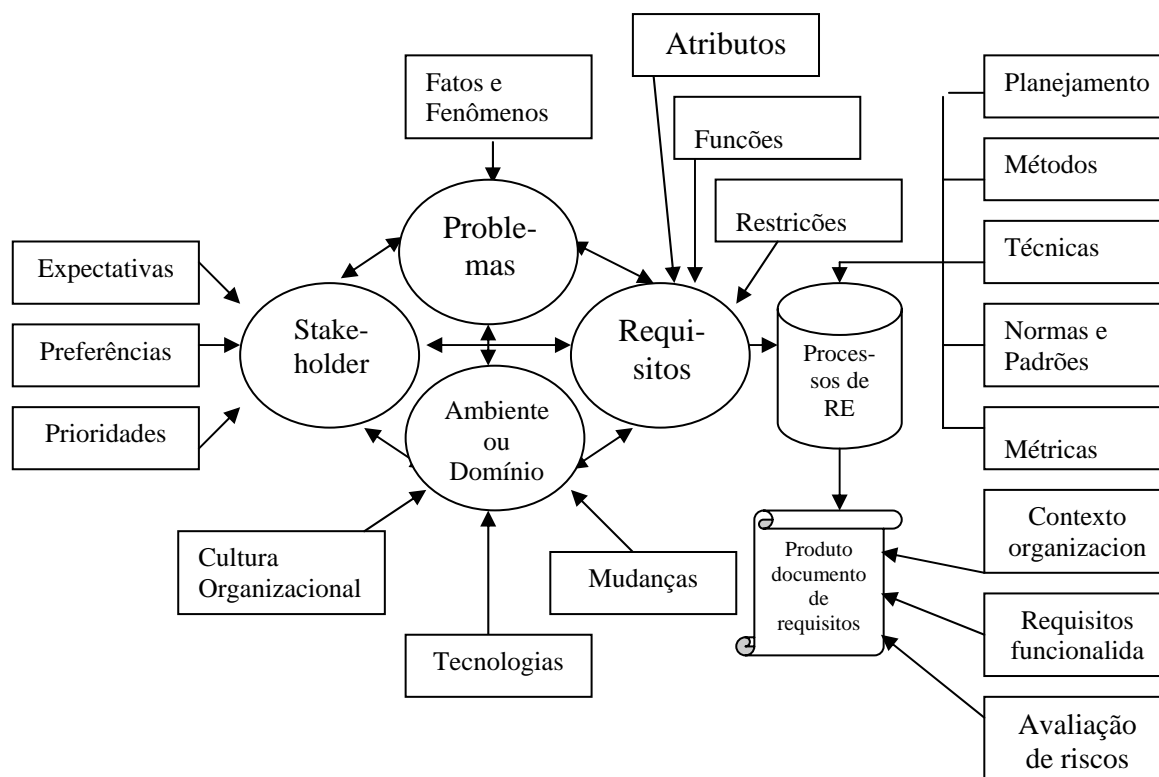 Atributos
Fatos e
Fenômenos
Planejamento
Funcões
Métodos
Restricões
Proble-
mas
Técnicas
Expectativas
Stake-
holder
Requi-
sitos
Preferências
Proces-
sos de
RE
Normas e
Padrões
Prioridades
Ambiente
ou
Domínio
Métricas
Contexto
organizacion
Cultura
Organizacional
Mudanças
Produto
documento
de
requisitos
Requisitos
funcionalida
Tecnologias
Avaliação
de riscos